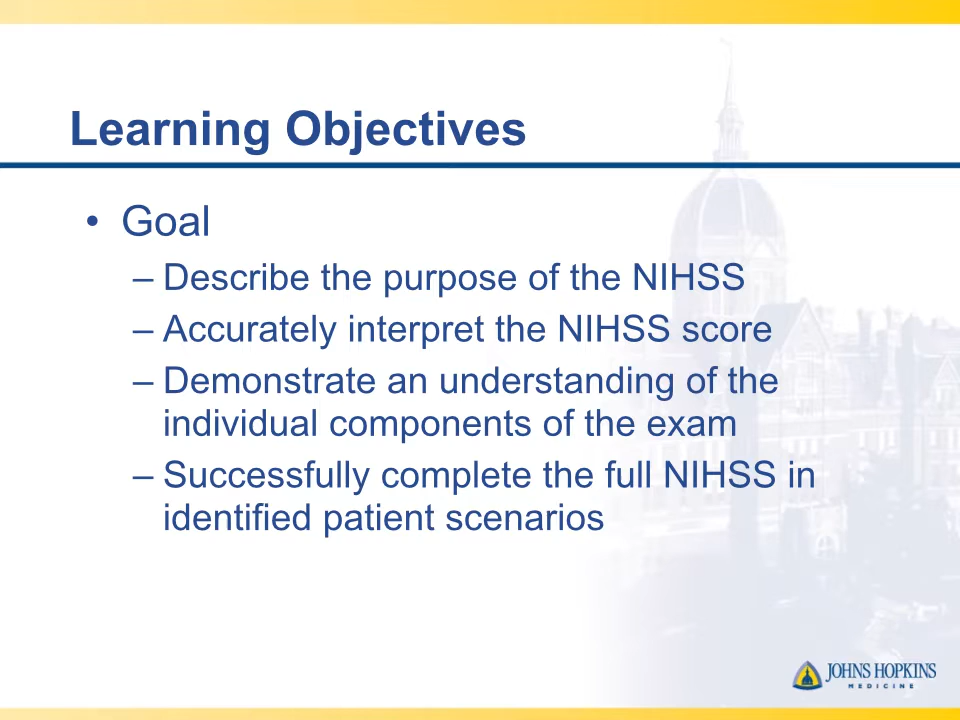 Learning Objectives
• Goal
– Describe the purpose of the NIHSS
– Accurately interpret the NIHSS score
– Demonstrate an understanding of the
individual components of the exam
– Successfully complete the full NIHSS in
identified patient scenarios
JOHNS HOPKINS
MEDICINE